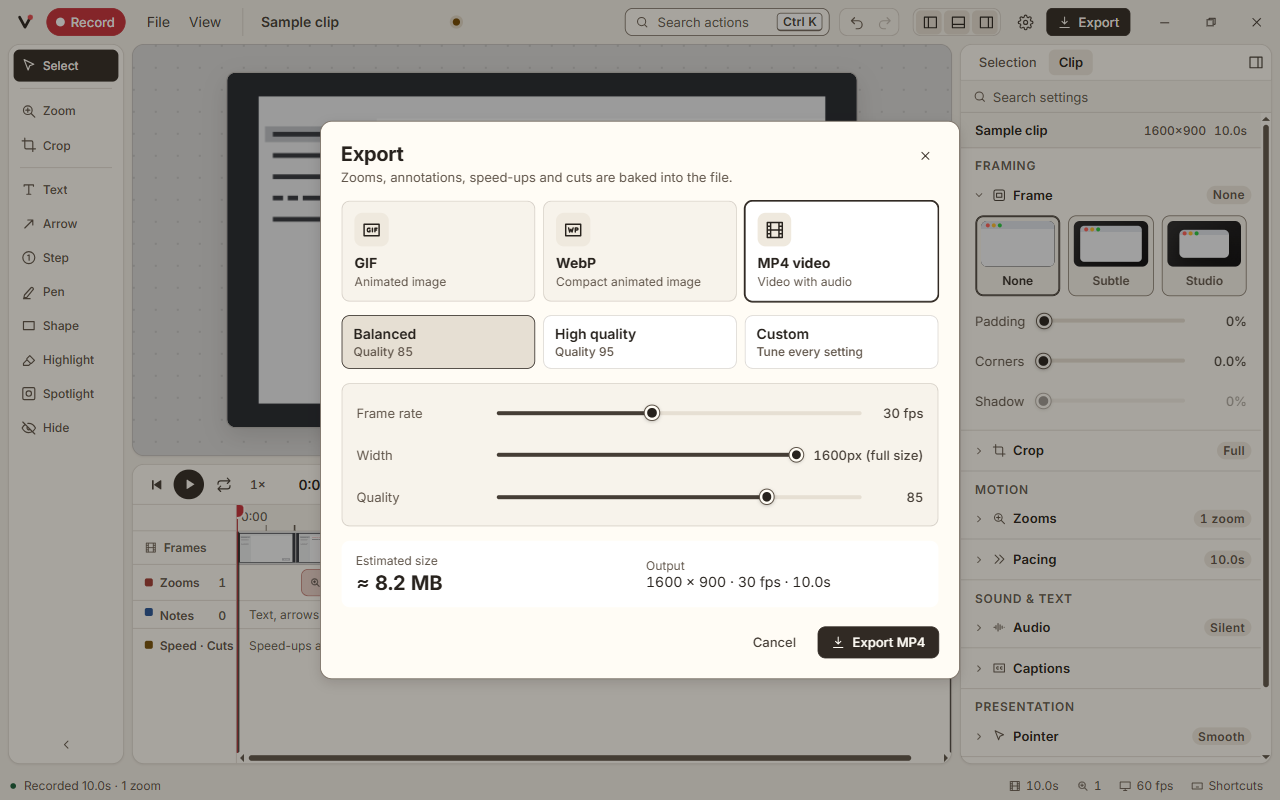 Record
File
View
Sample clip
Search actions
Ctrl K
Export
Select
Zoom
Crop
Text
Arrow
Step
Pen
Shape
Highlight
Spotlight
Hide
Export
Zooms, annotations, speed-ups and cuts are baked into the file.
GIF
GIF
Animated image
WP
WebP
Compact animated image
MP4 video
Video with audio
Balanced
Quality 85
High quality
Quality 95
Custom
Tune every setting
Frame rate
30 fps
Width
1600px (full size)
Quality
85
Estimated size
≈ 8.2 MB
Output
1600 × 900 · 30 fps · 10.0s
Cancel
Export MP4
1×
0:0
0:00
Frames
Zooms 1
Notes 0
Text, arrows
Speed · Cuts
Speed-ups a
Selection
Clip
Search settings
Sample clip
1600×900 10.0s
FRAMING
Frame
None
None
Subtle
Studio
Padding
0%
Corners
0.0%
Shadow
0%
Crop
Full
MOTION
Zooms
1 zoom
Pacing
10.0s
SOUND & TEXT
Audio
Silent
Captions
PRESENTATION
Pointer
Smooth
Recorded 10.0s · 1 zoom
10.0s
1
60 fps
Shortcuts